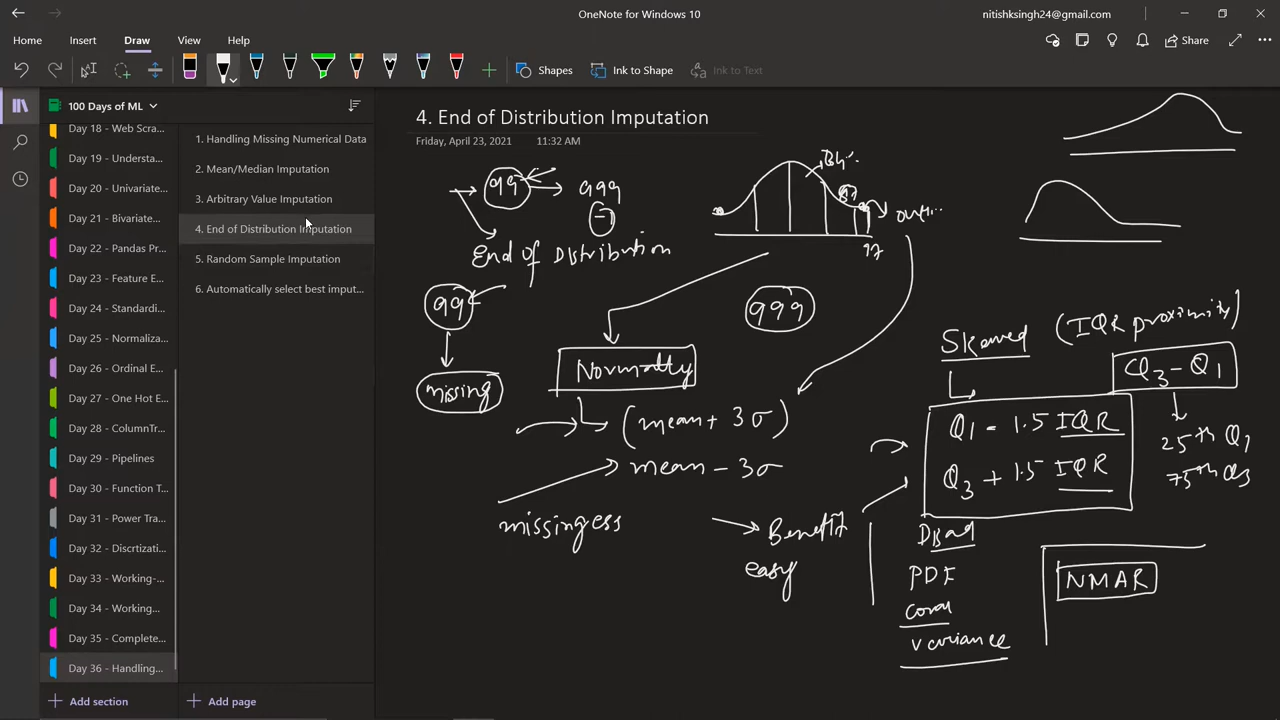 OneNote for Windows 10
nitishksingh24@gmail.com
Home
Insert
Draw
View
Help
Share
Shapes
Ink to Shape
Ink to Text
100 Days of ML
Day 18 - Web Scra...
Day 19 - Understa...
Day 20 - Univariate...
Day 21 - Bivariate...
Day 22 - Pandas Pr...
Day 23 - Feature E...
Day 24 - Standardi...
Day 25 - Normaliza...
Day 26 - Ordinal E...
Day 27 - One Hot E...
Day 28 - ColumnTr...
Day 29 - Pipelines
Day 30 - Function T...
Day 31 - Power Tra...
Day 32 - Discrtizati...
Day 33 - Working-...
Day 34 - Working...
Day 35 - Complete...
Day 36 - Handling...
Add section
1. Handling Missing Numerical Data
2. Mean/Median Imputation
3. Arbitrary Value Imputation
4. End of Distribution Imputation
5. Random Sample Imputation
6. Automatically select best imput...
Add page
4. End of Distribution Imputation
Friday, April 23, 2021 11:32 AM
99 999
-1
End of Distribution
99
missing
999
97
Normally
(mean + 3σ)
mean - 3σ
missingess
Benefit
easy
Skewed (IQR proximity)
Q3 - Q1
Q1 - 1.5 IQR
Q3 + 1.5 IQR
25th Q1
75th Q3
PDF
variance
NMAR